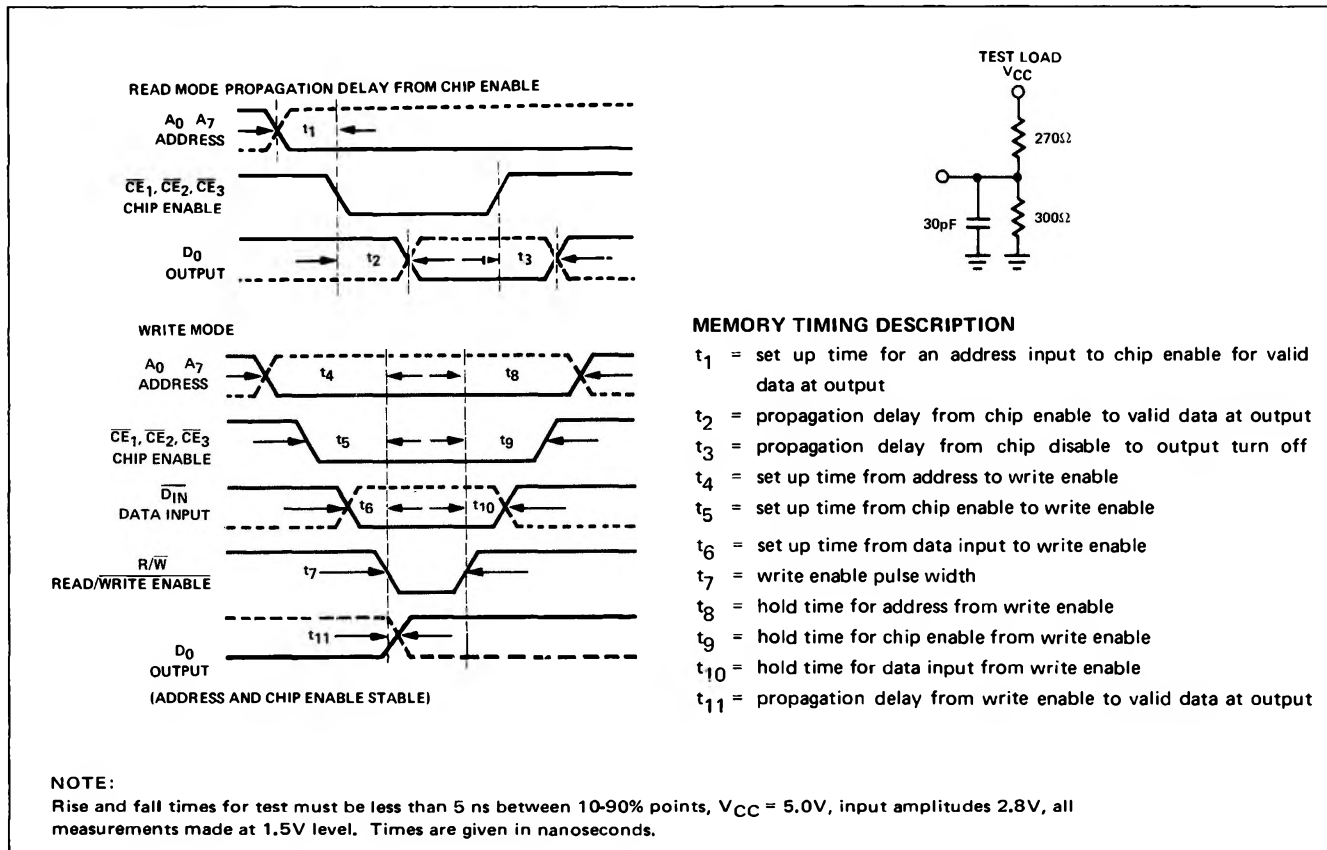 READ MODE PROPAGATION DELAY FROM CHIP ENABLE
A0 A7
ADDRESS
t1
CE1, CE2, CE3
CHIP ENABLE
D0
OUTPUT
t2
t3
WRITE MODE
A0 A7
ADDRESS
t4
t8
CE1, CE2, CE3
CHIP ENABLE
t5
t9
DIN
DATA INPUT
t6
t10
R/W
READ/WRITE ENABLE
t7
t11
D0
OUTPUT
(ADDRESS AND CHIP ENABLE STABLE)
TEST LOAD
VCC
270Ω
30pF
300Ω
MEMORY TIMING DESCRIPTION
t1 = set up time for an address input to chip enable for valid
data at output
t2 = propagation delay from chip enable to valid data at output
t3 = propagation delay from chip disable to output turn off
t4 = set up time from address to write enable
t5 = set up time from chip enable to write enable
t6 = set up time from data input to write enable
t7 = write enable pulse width
t8 = hold time for address from write enable
t9 = hold time for chip enable from write enable
t10 = hold time for data input from write enable
t11 = propagation delay from write enable to valid data at output
NOTE:
Rise and fall times for test must be less than 5 ns between 10-90% points, VCC = 5.0V, input amplitudes 2.8V, all
measurements made at 1.5V level. Times are given in nanoseconds.